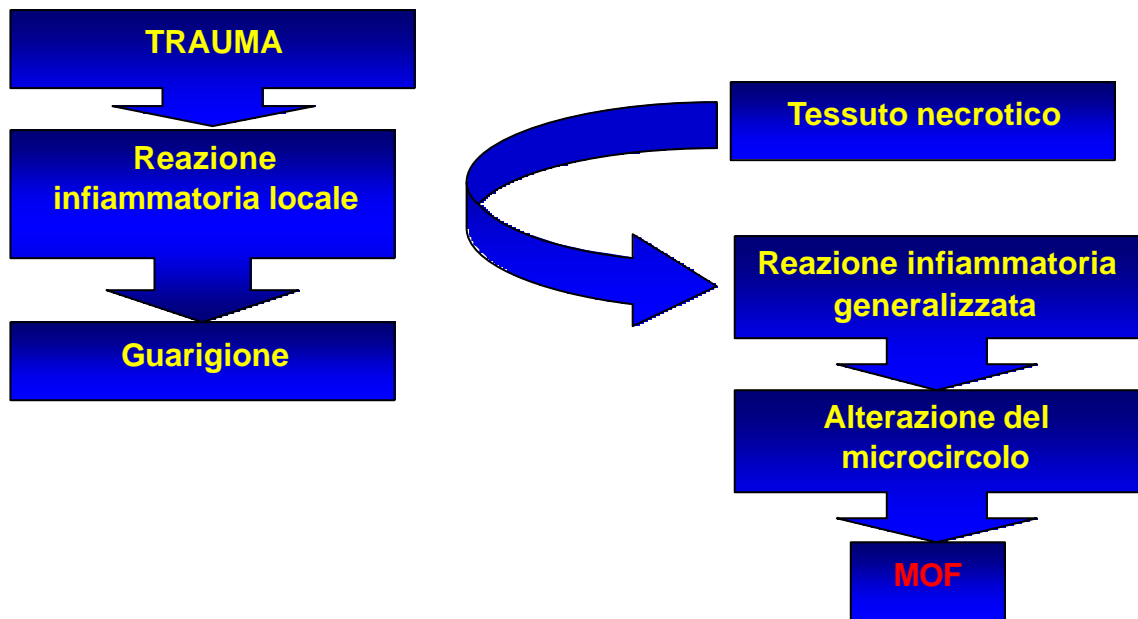 TRAUMA
Reazione
infiammatoria locale
Guarigione
Tessuto necrotico
Reazione infiammatoria
generalizzata
Alterazione del
microcircolo
MOF